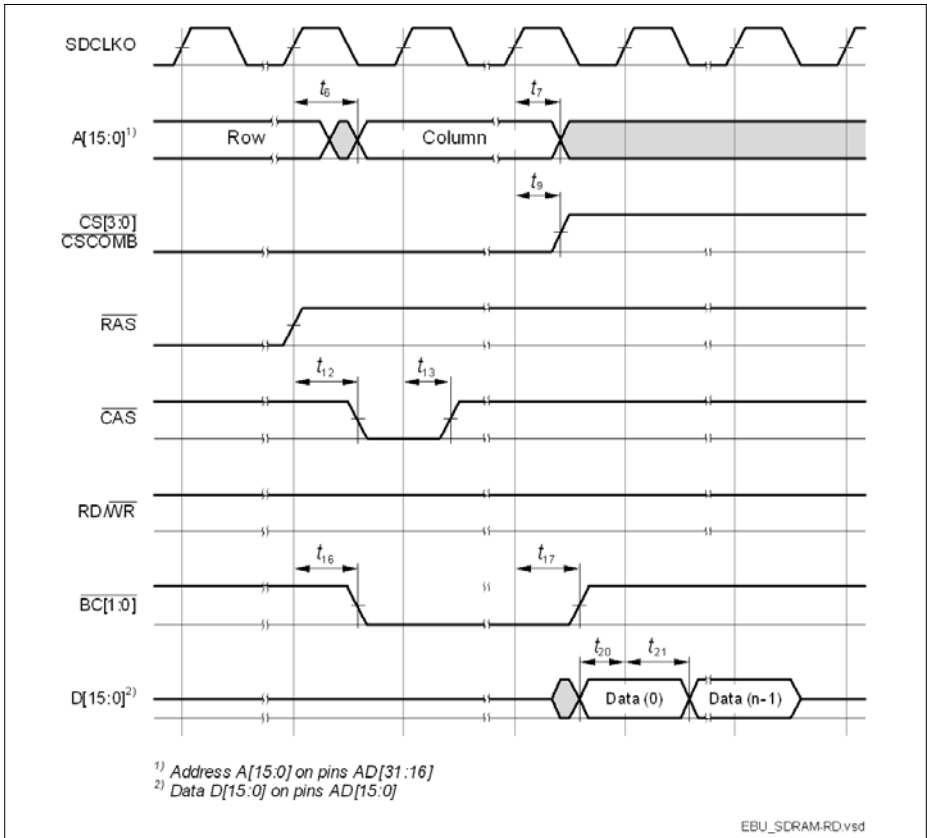 SDCLKO
t6 t7
A[15:0]1) Row Column
t9
CS[3:0]
CSCOMB
RAS
t12 t13
CAS
RD/WR
t16 t17
BC[1:0]
t20 t21
D[15:0]2) Data (0) Data (n-1)
1) Address A[15:0] on pins AD[31:16]
2) Data D[15:0] on pins AD[15:0]
EBU_SDRAM-RD.vsd